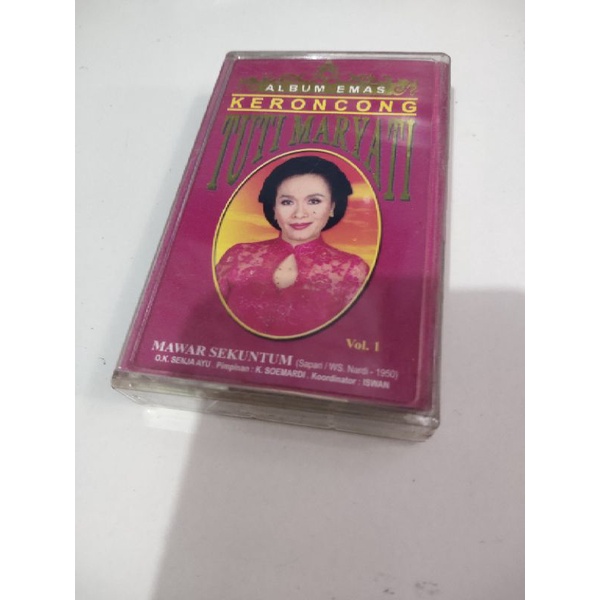 ALBUM EMAS
KERONCONG
TUTI MARYATI
Vol. 1
MAWAR SEKUNTUM (Sapari / WS. Nardi - 1950)
O.K. SENJA AYU . Pimpinan : K. SOEMARDI . Koordinator : ISWAN